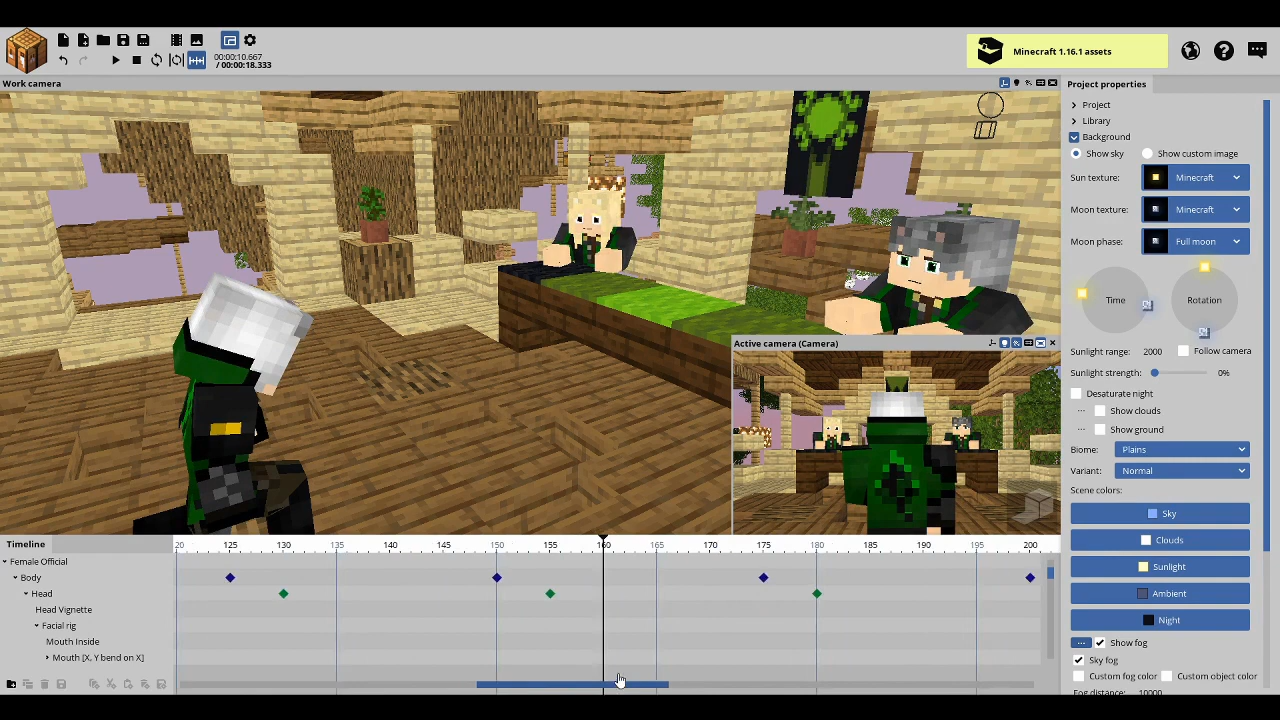 00:00:10.667
/ 00:00:18.333
Minecraft 1.16.1 assets
Work camera
Project properties
Project
Library
Background
Show sky
Show custom image
Sun texture:
Minecraft
Moon texture:
Minecraft
Moon phase:
Full moon
Time
Rotation
Sunlight range:
2000
Follow camera
Sunlight strength:
0%
Desaturate night
Show clouds
Show ground
Biome:
Plains
Variant:
Normal
Scene colors:
Sky
Clouds
Sunlight
Ambient
Night
Show fog
Sky fog
Custom fog color
Custom object color
Fog distance:
10000
Active camera (Camera)
Timeline
20 125 130 135 140 145 150 155 160 165 170 175 180 185 190 195 200
Female Official
Body
Head
Head Vignette
Facial rig
Mouth Inside
Mouth [X. Y bend on X]